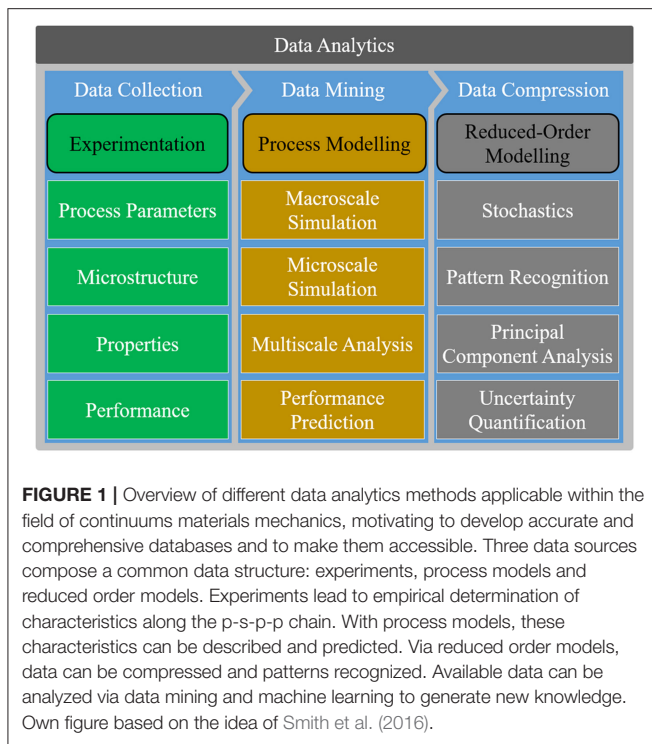 Data Analytics
Data Collection
Data Mining
Data Compression
Experimentation
Process Modelling
Reduced-Order
Modelling
Process Parameters
Macroscale
Simulation
Stochastics
Microstructure
Microscale
Simulation
Pattern Recognition
Properties
Multiscale Analysis
Principal
Component Analysis
Performance
Performance
Prediction
Uncertainty
Quantification
FIGURE 1 | Overview of different data analytics methods applicable within the
field of continuums materials mechanics, motivating to develop accurate and
comprehensive databases and to make them accessible. Three data sources
compose a common data structure: experiments, process models and
reduced order models. Experiments lead to empirical determination of
characteristics along the p-s-p-p chain. With process models, these
characteristics can be described and predicted. Via reduced order models,
data can be compressed and patterns recognized. Available data can be
analyzed via data mining and machine learning to generate new knowledge.
Own figure based on the idea of Smith et al. (2016).